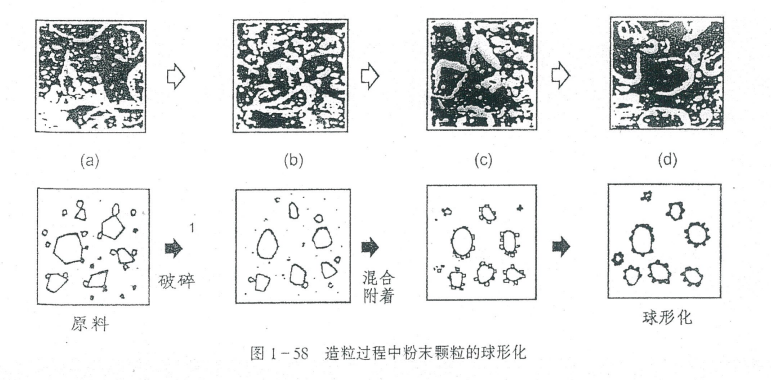 (a)
(b)
(c)
(d)
1
破碎
混合
附着
原料
球形化
图 1-58 造粒过程中粉末颗粒的球形化